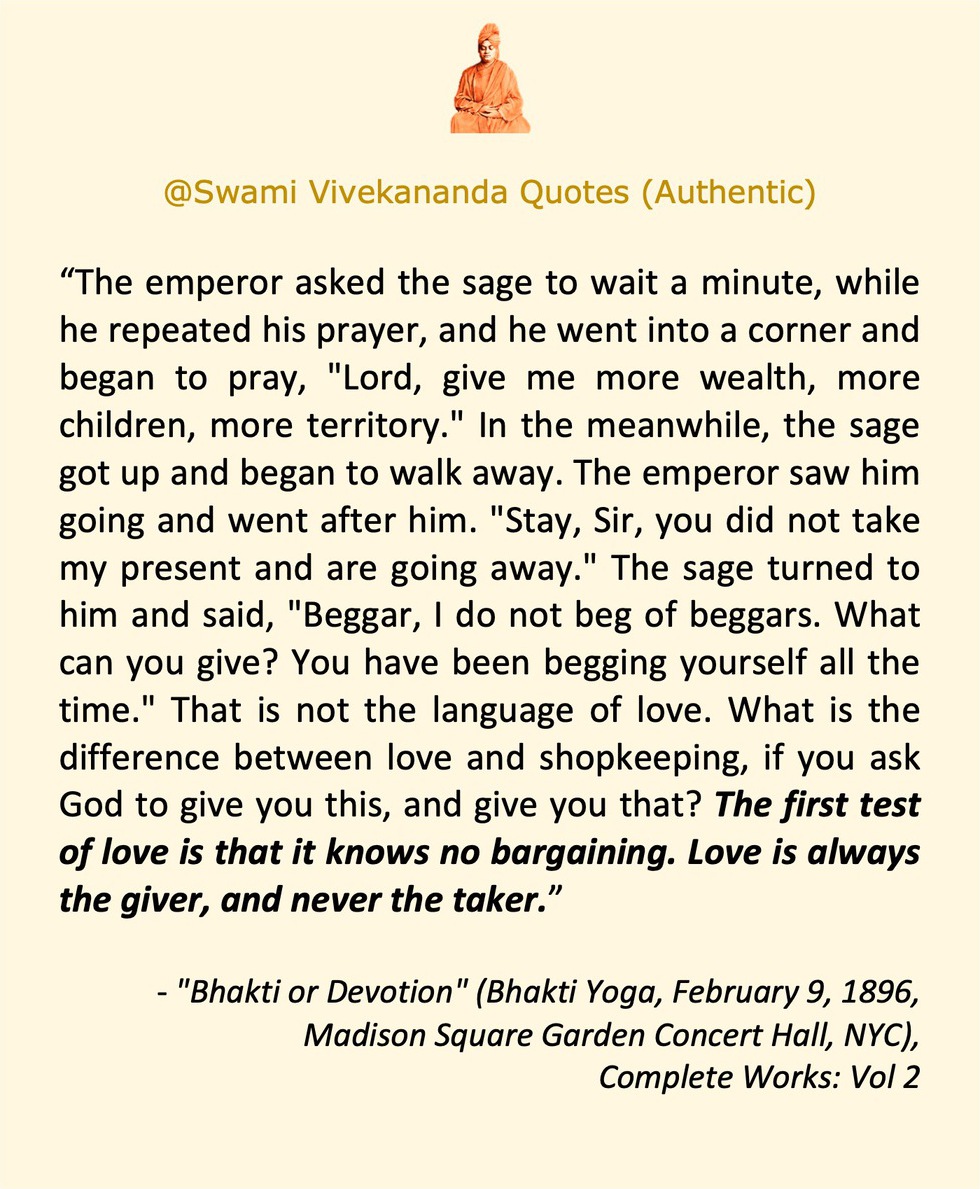 @Swami Vivekananda Quotes (Authentic)
“The emperor asked the sage to wait a minute, while
he repeated his prayer, and he went into a corner and
began to pray, "Lord, give me more wealth, more
children, more territory." In the meanwhile, the sage
got up and began to walk away. The emperor saw him
going and went after him. "Stay, Sir, you did not take
my present and are going away." The sage turned to
him and said, "Beggar, I do not beg of beggars. What
can you give? You have been begging yourself all the
time." That is not the language of love. What is the
difference between love and shopkeeping, if you ask
God to give you this, and give you that? The first test
of love is that it knows no bargaining. Love is always
the giver, and never the taker.”
- "Bhakti or Devotion" (Bhakti Yoga, February 9, 1896,
Madison Square Garden Concert Hall, NYC),
Complete Works: Vol 2